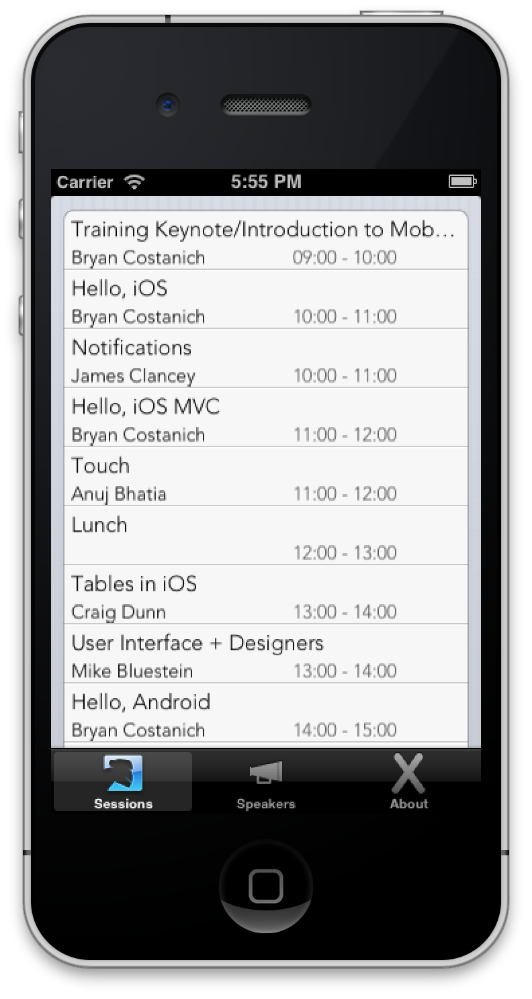 Carrier 5:55 PM
Training Keynote/Introduction to Mob...
Bryan Costanich 09:00 - 10:00
Hello, iOS
Bryan Costanich 10:00 - 11:00
Notifications
James Clancey 10:00 - 11:00
Hello, iOS MVC
Bryan Costanich 11:00 - 12:00
Touch
Anuj Bhatia 11:00 - 12:00
Lunch
12:00 - 13:00
Tables in iOS
Craig Dunn 13:00 - 14:00
User Interface + Designers
Mike Bluestein 13:00 - 14:00
Hello, Android
Bryan Costanich 14:00 - 15:00
Sessions Speakers About